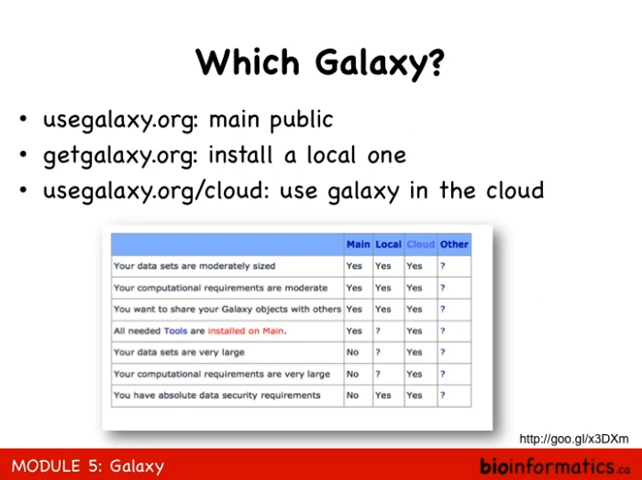 Which Galaxy?
• usegalaxy.org: main public
• getgalaxy.org: install a local one
• usegalaxy.org/cloud: use galaxy in the cloud
Main Local Cloud Other
Your data sets are moderately sized Yes Yes Yes ?
Your computational requirements are moderate Yes Yes Yes ?
You want to share your Galaxy objects with others Yes Yes Yes ?
All needed Tools are installed on Main. Yes ? Yes ?
Your data sets are very large No ? Yes ?
Your computational requirements are very large No ? Yes ?
You have absolute data security requirements No Yes Yes ?
http://goo.gl/x3DXm
MODULE 5: Galaxy
bioinformatics.ca